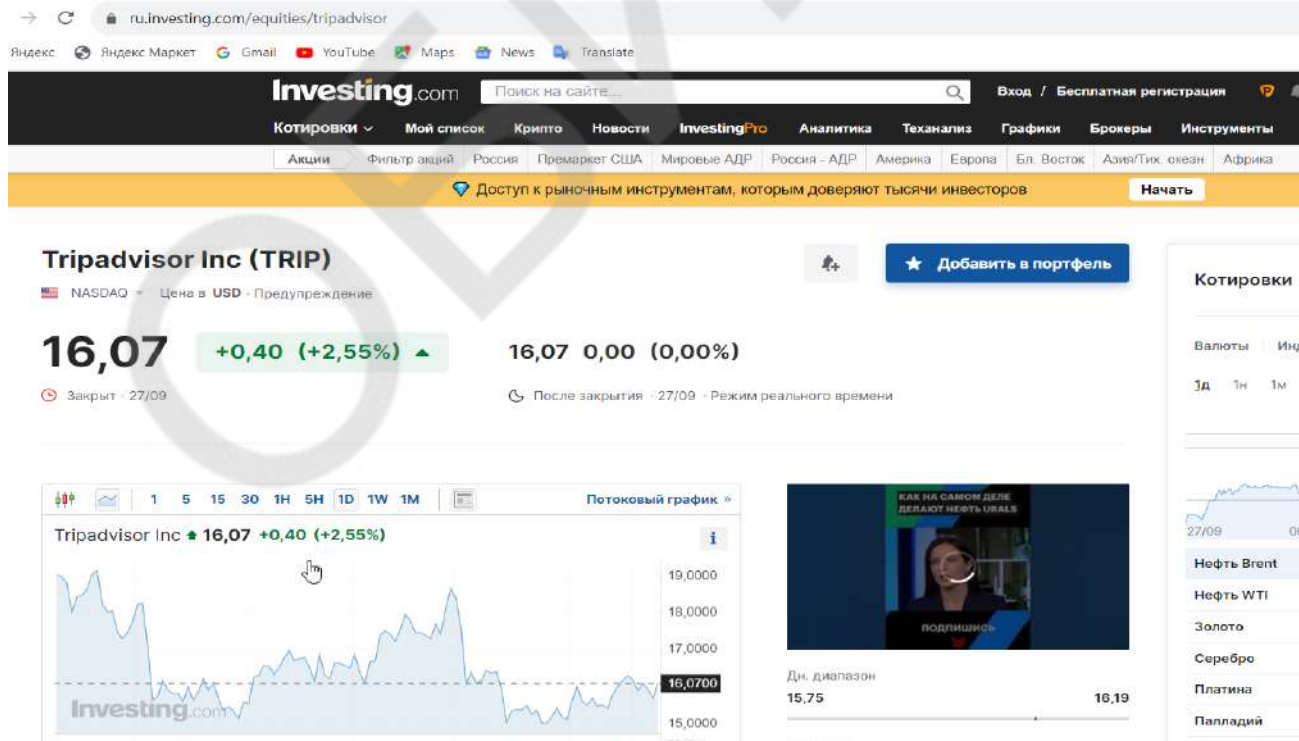 ru.investing.com/equities/tripadvisor
Яндекс Яндекс Маркет Gmail YouTube Maps News Translate
Investing.com Поиск на сайте... Вход / Бесплатная регистрация
Котировки Мой список Крипто Новости InvestingPro Аналитика Теханализ Графики Брокеры Инструменты
Акции Фильтр акций Россия Премаркет США Мировые АДР Россия - АДР Америка Европа Бл. Восток Азия/Тих. океан Африка
Доступ к рыночным инструментам, которым доверяют тысячи инвесторов Начать
Tripadvisor Inc (TRIP)
Добавить в портфель
NASDAQ Цена в USD - Предупреждение
16,07 +0,40 (+2,55%) 16,07 0,00 (0,00%)
Закрыт · 27/09 После закрытия · 27/09 · Режим реального времени
Котировки
Валюты Инд
1д 1н 1м
1 5 15 30 1H 5H 1D 1W 1M Потоковый график »
Tripadvisor Inc 16,07 +0,40 (+2,55%)
19,0000
18,0000
17,0000
16,0700
15,0000
Investing.com
КАК НА САМОМ ДЕЛЕ
ДЕЛАЮТ НЕФТЬ URALS
ПОДПИШИСЬ
Дн. диапазон
15,75 16,19
27/09
Нефть Brent
Нефть WTI
Золото
Серебро
Платина
Палладий